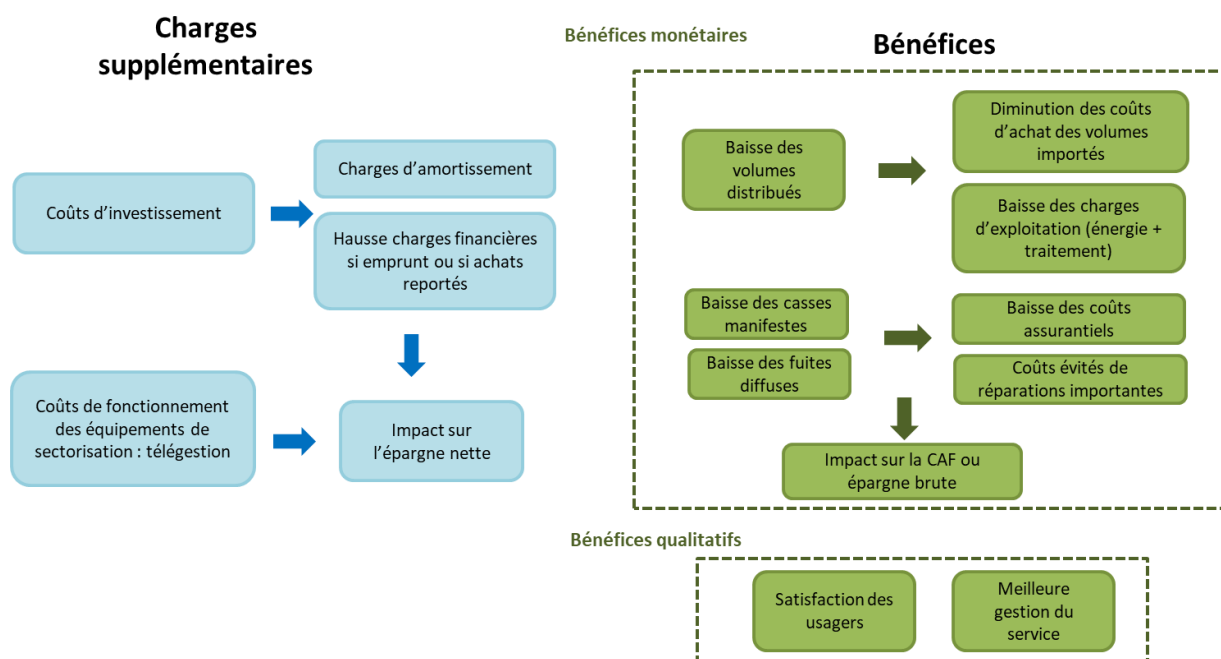 Charges
supplémentaires
Coûts d’investissement
Charges d’amortissement
Hausse charges financières
si emprunt ou si achats
reportés
Coûts de fonctionnement
des équipements de
sectorisation : télégestion
Impact sur
l’épargne nette
Bénéfices monétaires
Bénéfices
Baisse des
volumes
distribués
Diminution des coûts
d’achat des volumes
importés
Baisse des charges
d’exploitation (énergie +
traitement)
Baisse des casses
manifestes
Baisse des fuites
diffuses
Baisse des coûts
assurantiels
Coûts évités de
réparations importantes
Impact sur la CAF ou
épargne brute
Bénéfices qualitatifs
Satisfaction des
usagers
Meilleure
gestion du
service